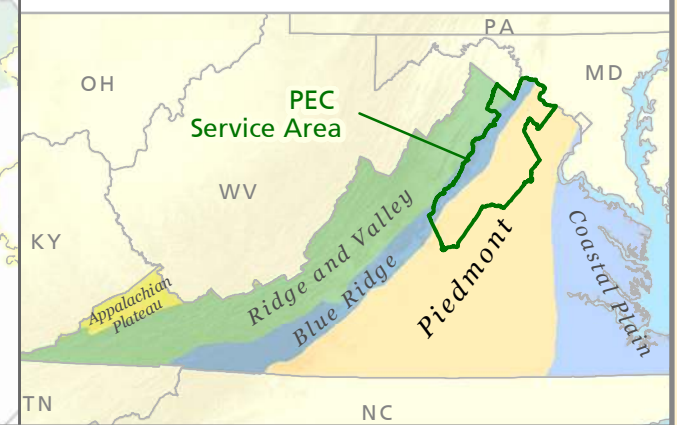 PA
OH
MD
PEC
Service Area
WV
KY
Ridge and Valley
Blue Ridge
Piedmont
Coastal Plain
Appalachian
Plateau
TN
NC